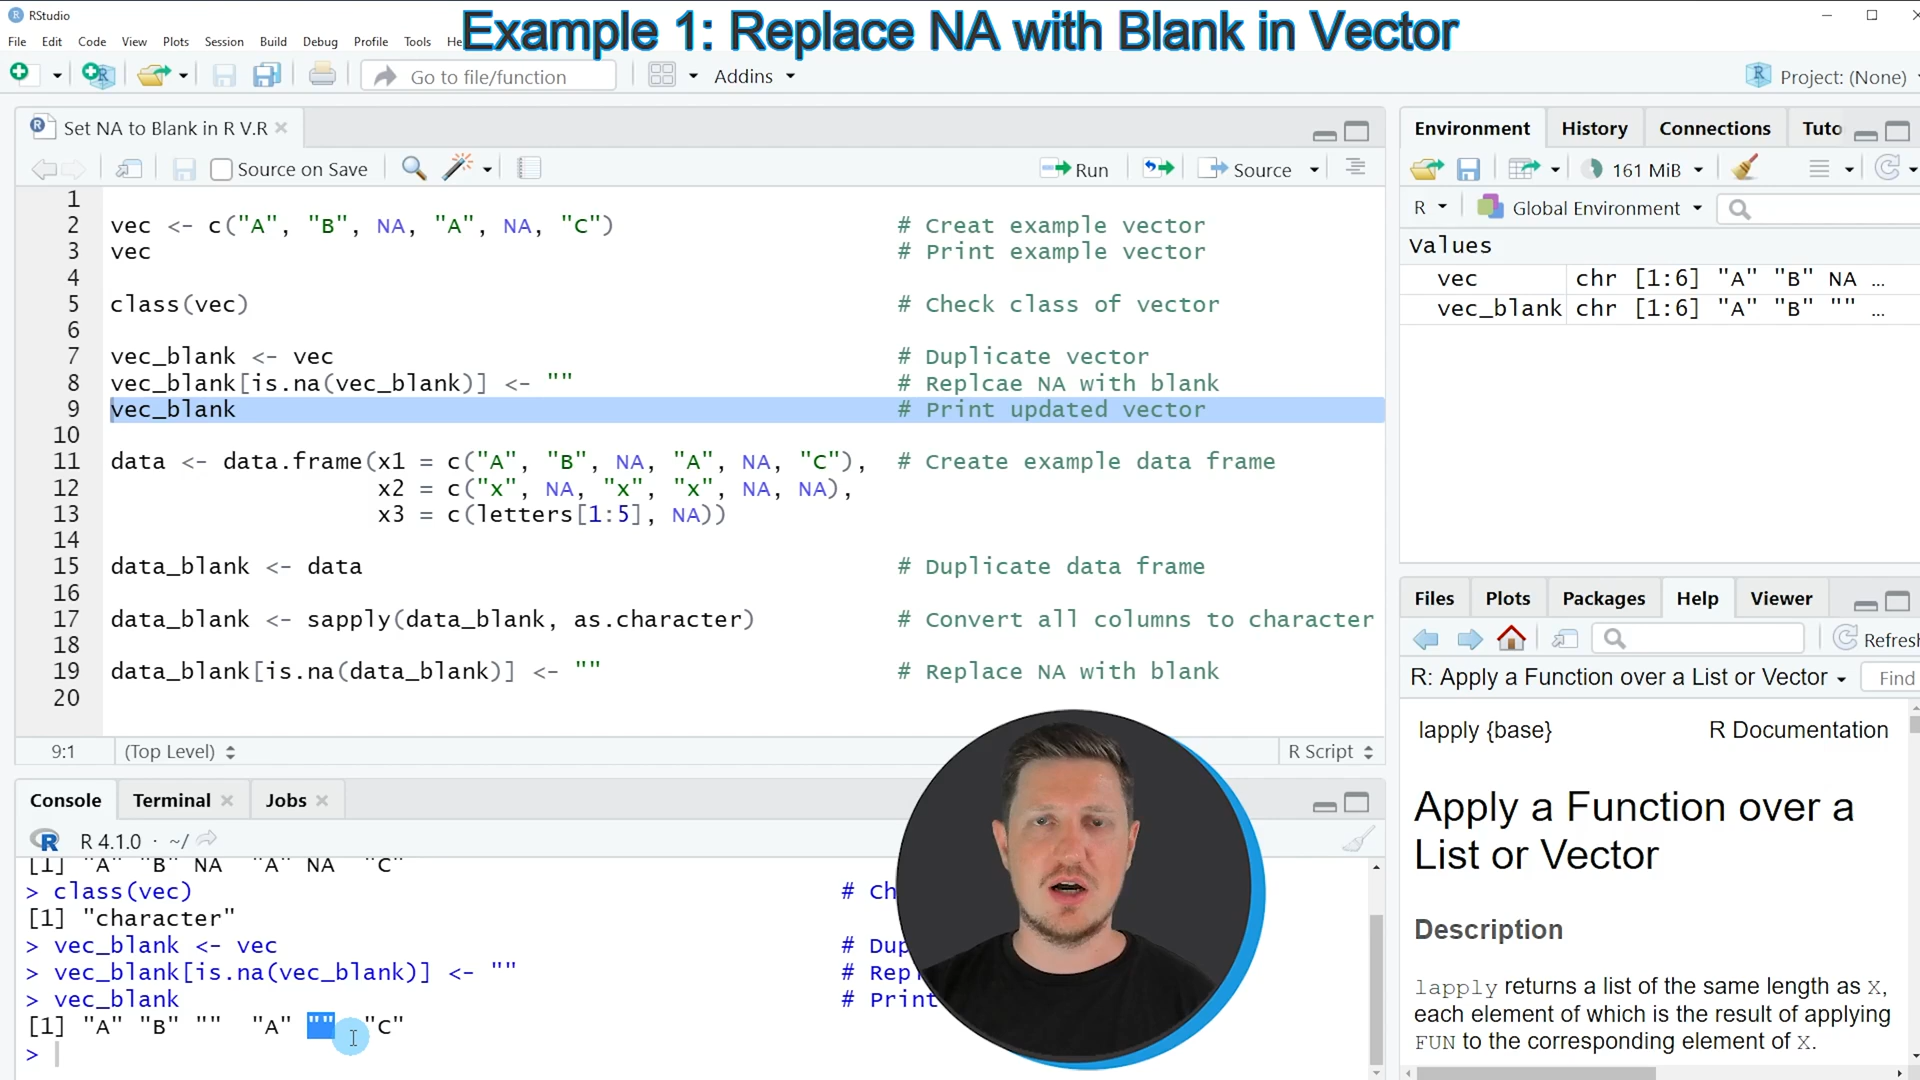 RStudio
Example 1: Replace NA with Blank in Vector
File Edit Code View Plots Session Build Debug Profile Tools He
Go to file/function
Addins
Project: (None)
Set NA to Blank in R V.R
Source on Save
Run
Source
1
2 vec <- c("A", "B", NA, "A", NA, "C") # Creat example vector
3 vec # Print example vector
4
5 class(vec) # Check class of vector
6
7 vec_blank <- vec # Duplicate vector
8 vec_blank[is.na(vec_blank)] <- "" # Replcae NA with blank
9 vec_blank # Print updated vector
10
11 data <- data.frame(x1 = c("A", "B", NA, "A", NA, "C"), # Create example data frame
12 x2 = c("x", NA, "x", "x", NA, NA),
13 x3 = c(letters[1:5], NA))
14
15 data_blank <- data # Duplicate data frame
16
17 data_blank <- sapply(data_blank, as.character) # Convert all columns to character
18
19 data_blank[is.na(data_blank)] <- "" # Replace NA with blank
20
9:1 (Top Level) R Script
Console Terminal Jobs
R 4.1.0 · ~/
[1] "A" "B" NA "A" NA "C"
> class(vec) # Ch
[1] "character"
> vec_blank <- vec # Dup
> vec_blank[is.na(vec_blank)] <- "" # Rep
> vec_blank # Print
[1] "A" "B" "" "A" "" "C"
>
Environment History Connections Tuto
161 MiB
R Global Environment
Values
vec chr [1:6] "A" "B" NA ...
vec_blank chr [1:6] "A" "B" "" ...
Files Plots Packages Help Viewer
Refresh
R: Apply a Function over a List or Vector Find
lapply {base} R Documentation
Apply a Function over a
List or Vector
Description
lapply returns a list of the same length as X,
each element of which is the result of applying
FUN to the corresponding element of X.